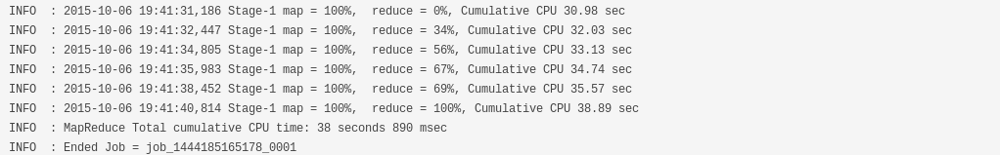 INFO  : 2015-10-06 19:41:31,186 Stage-1 map = 100%,  reduce = 0%, Cumulative CPU 30.98 sec
INFO  : 2015-10-06 19:41:32,447 Stage-1 map = 100%,  reduce = 34%, Cumulative CPU 32.03 sec
INFO  : 2015-10-06 19:41:34,805 Stage-1 map = 100%,  reduce = 56%, Cumulative CPU 33.13 sec
INFO  : 2015-10-06 19:41:35,983 Stage-1 map = 100%,  reduce = 67%, Cumulative CPU 34.74 sec
INFO  : 2015-10-06 19:41:38,452 Stage-1 map = 100%,  reduce = 69%, Cumulative CPU 35.57 sec
INFO  : 2015-10-06 19:41:40,814 Stage-1 map = 100%,  reduce = 100%, Cumulative CPU 38.89 sec
INFO  : MapReduce Total cumulative CPU time: 38 seconds 890 msec
INFO  : Ended Job = job_1444185165178_0001